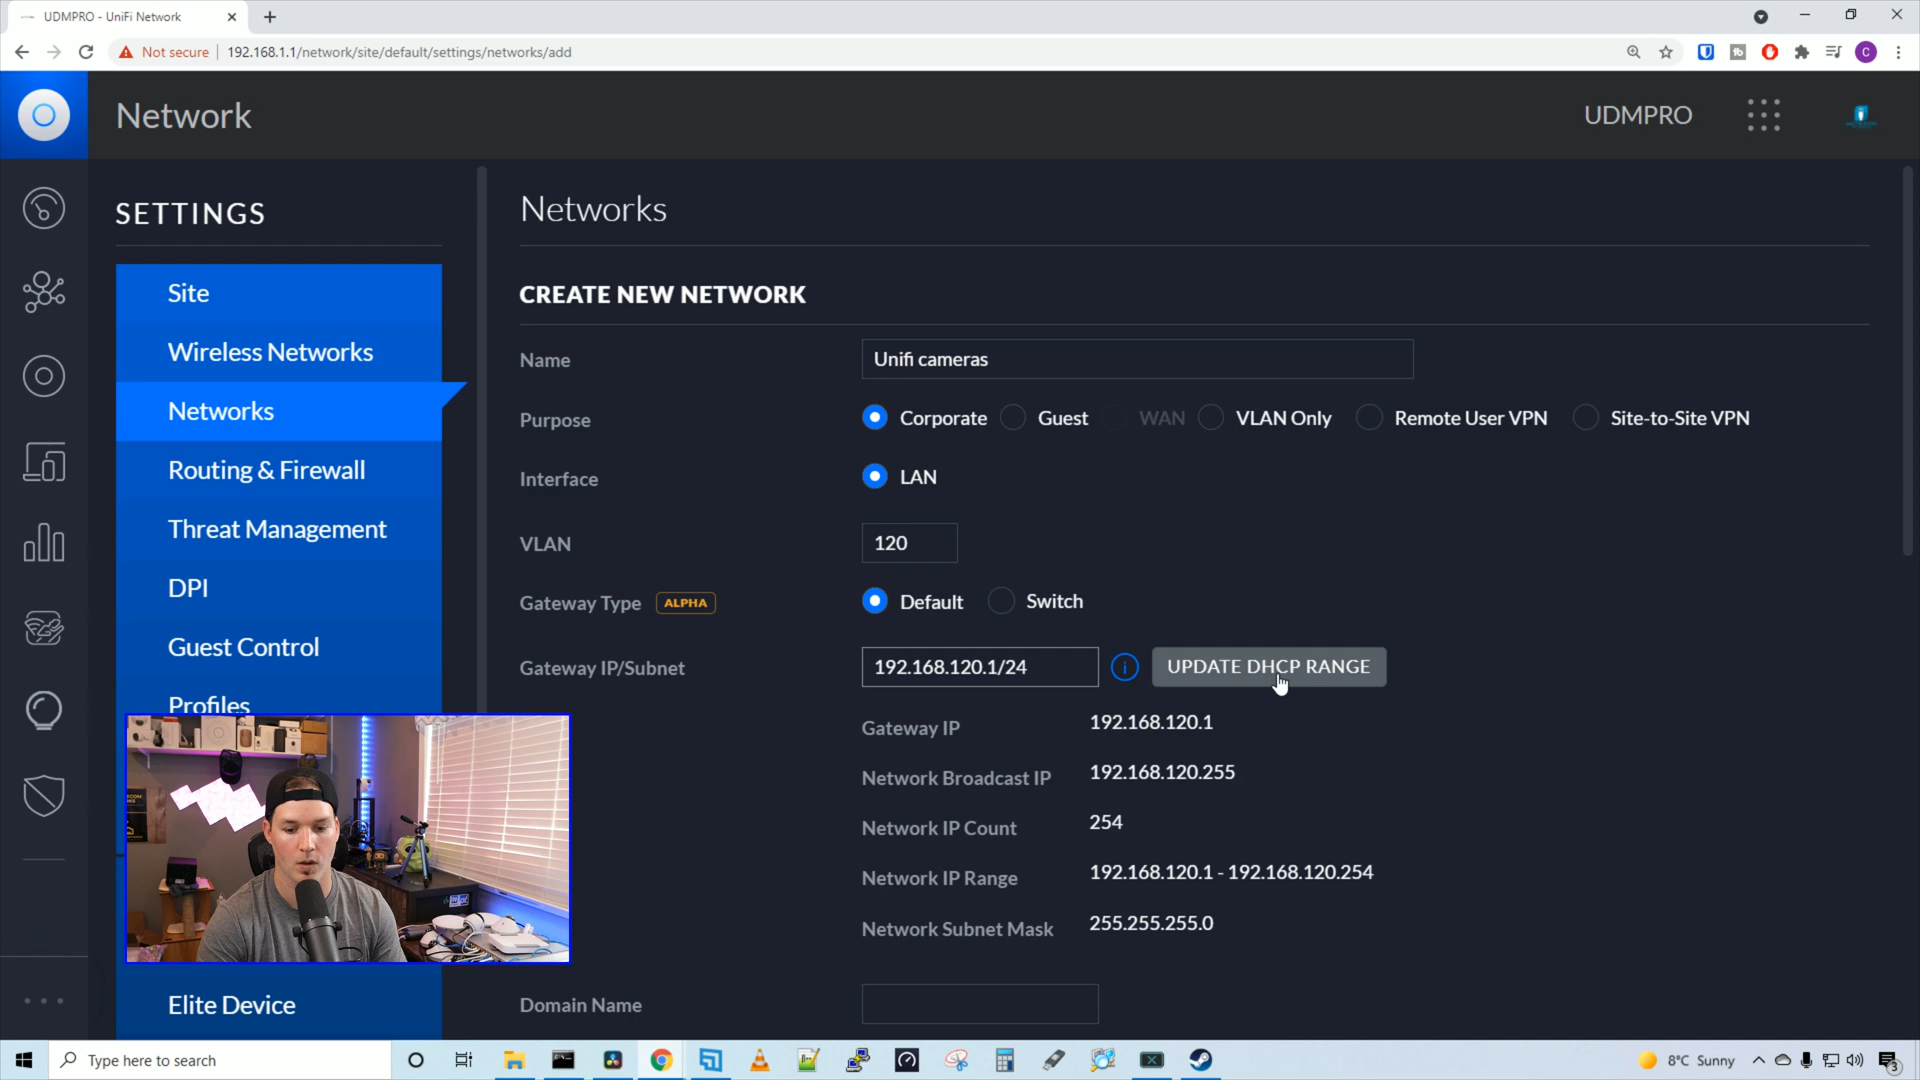 UDMPRO - UniFi Network
Not secure
192.168.1.1/network/site/default/settings/networks/add
C
Network
UDMPRO
SETTINGS
Site
Wireless Networks
Networks
Routing & Firewall
Threat Management
DPI
Guest Control
Profiles
Elite Device
Networks
CREATE NEW NETWORK
Name
Unifi cameras
Purpose
Corporate
Guest
WAN
VLAN Only
Remote User VPN
Site-to-Site VPN
Interface
LAN
VLAN
120
Gateway Type
ALPHA
Default
Switch
Gateway IP/Subnet
192.168.120.1/24
UPDATE DHCP RANGE
Gateway IP
192.168.120.1
Network Broadcast IP
192.168.120.255
Network IP Count
254
Network IP Range
192.168.120.1 - 192.168.120.254
Network Subnet Mask
255.255.255.0
Domain Name
Type here to search
8°C Sunny
3